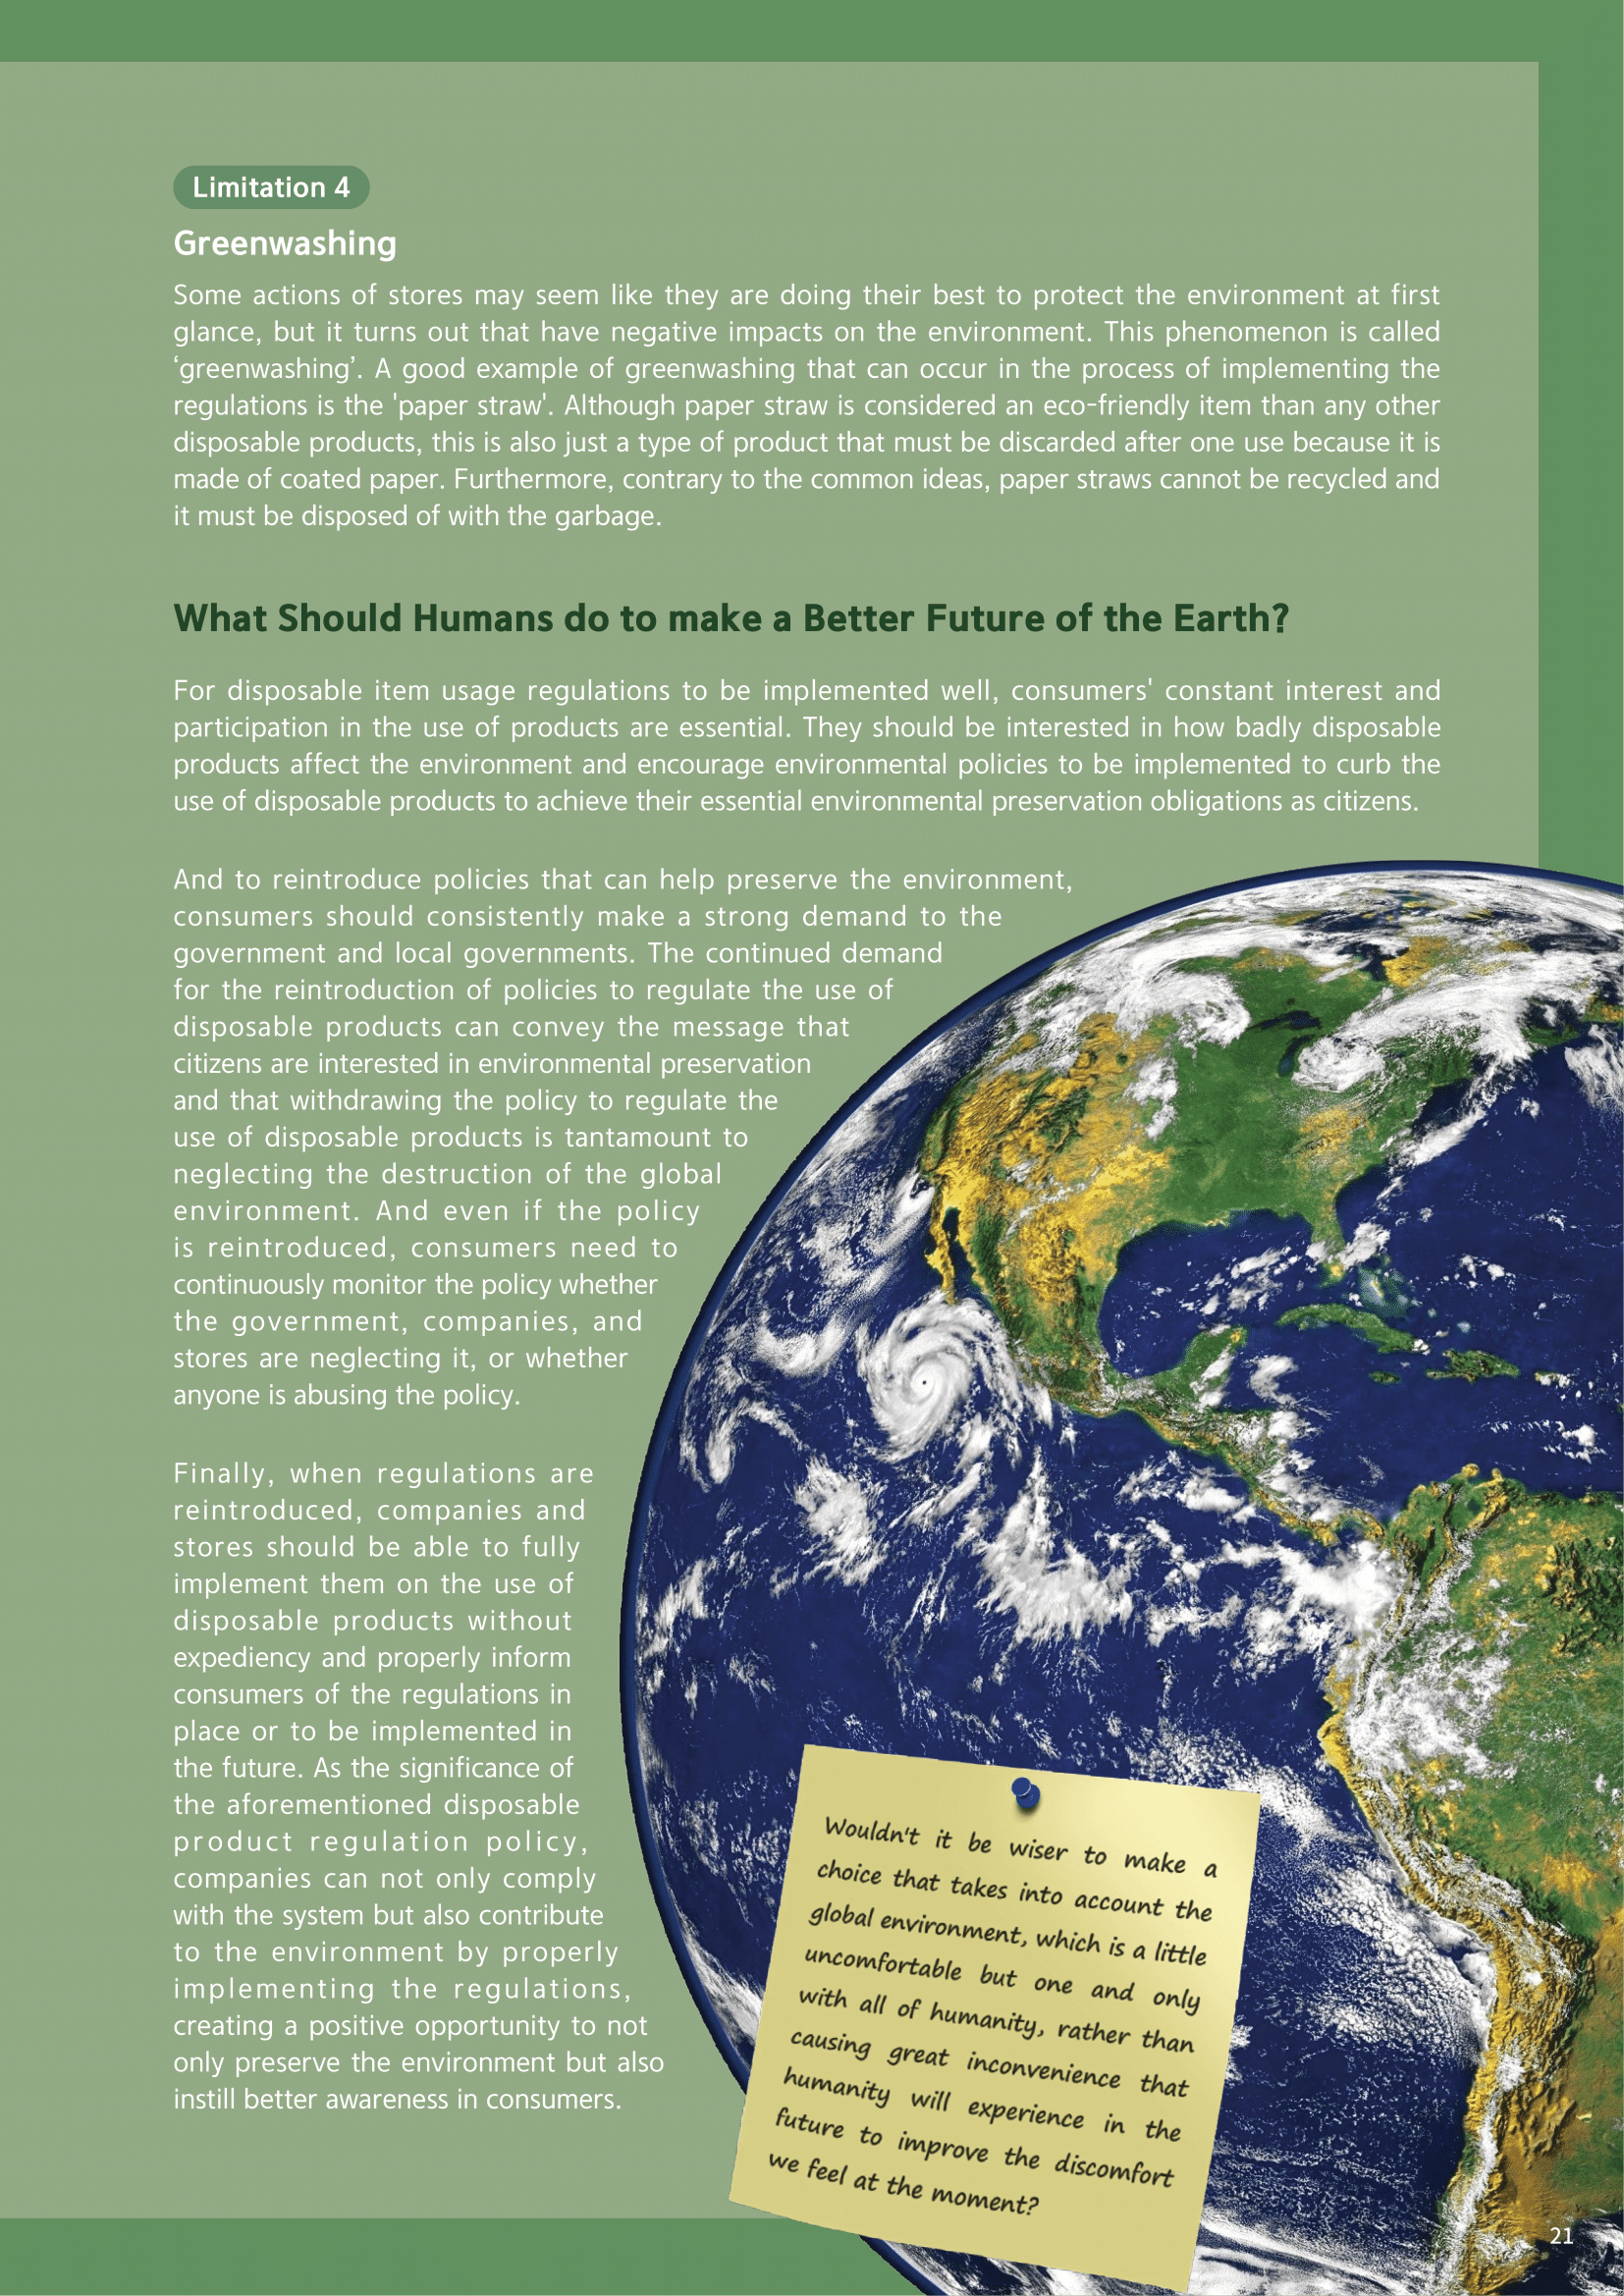 Limitation 4
Greenwashing
Some actions of stores may seem like they are doing their best to protect the environment at first
glance, but it turns out that have negative impacts on the environment. This phenomenon is called
‘greenwashing’. A good example of greenwashing that can occur in the process of implementing the
regulations is the 'paper straw'. Although paper straw is considered an eco-friendly item than any other
disposable products, this is also just a type of product that must be discarded after one use because it is
made of coated paper. Furthermore, contrary to the common ideas, paper straws cannot be recycled and
it must be disposed of with the garbage.
What Should Humans do to make a Better Future of the Earth?
For disposable item usage regulations to be implemented well, consumers' constant interest and
participation in the use of products are essential. They should be interested in how badly disposable
products affect the environment and encourage environmental policies to be implemented to curb the
use of disposable products to achieve their essential environmental preservation obligations as citizens.
And to reintroduce policies that can help preserve the environment,
consumers should consistently make a strong demand to the
government and local governments. The continued demand
for the reintroduction of policies to regulate the use of
disposable products can convey the message that
citizens are interested in environmental preservation
and that withdrawing the policy to regulate the
use of disposable products is tantamount to
neglecting the destruction of the global
environment. And even if the policy
is reintroduced, consumers need to
continuously monitor the policy whether
the government, companies, and
stores are neglecting it, or whether
anyone is abusing the policy.
Finally, when regulations are
reintroduced, companies and
stores should be able to fully
implement them on the use of
disposable products without
expediency and properly inform
consumers of the regulations in
place or to be implemented in
the future. As the significance of
the aforementioned disposable
product regulation policy,
companies can not only comply
with the system but also contribute
to the environment by properly
implementing the regulations,
creating a positive opportunity to not
only preserve the environment but also
instill better awareness in consumers.
Wouldn't it be wiser to make a
choice that takes into account the
global environment, which is a little
uncomfortable but one and only
with all of humanity, rather than
causing great inconvenience that
humanity will experience in the
future to improve the discomfort
we feel at the moment?
21